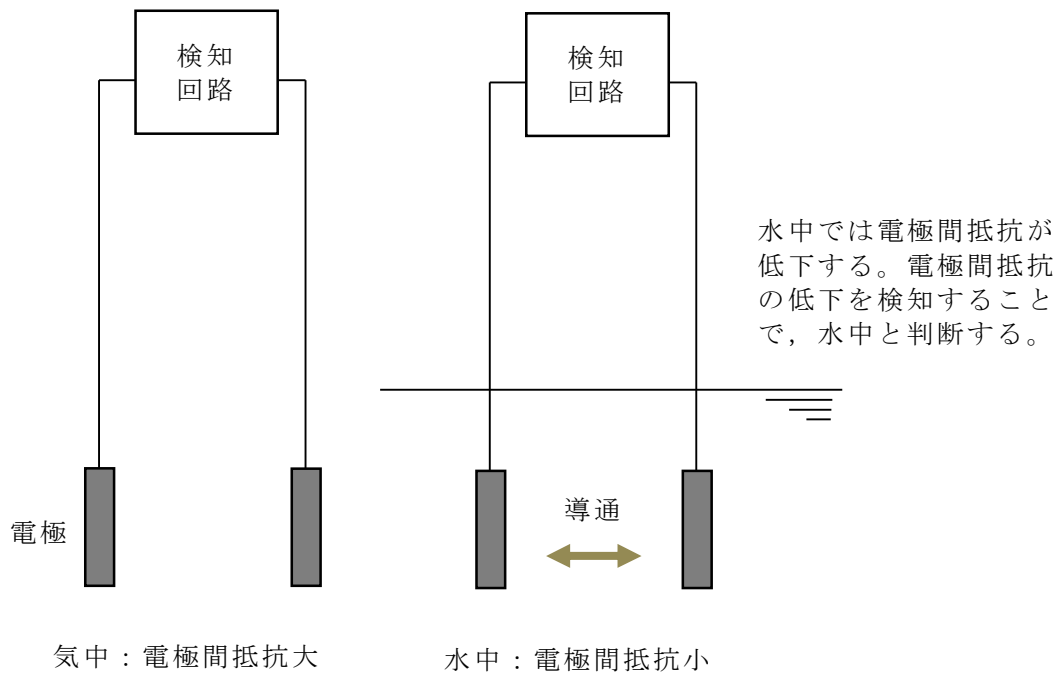 検知
回路
検知
回路
水中では電極間抵抗が
低下する。電極間抵抗
の低下を検知すること
で，水中と判断する。
導通
電極
気中：電極間抵抗大
水中：電極間抵抗小